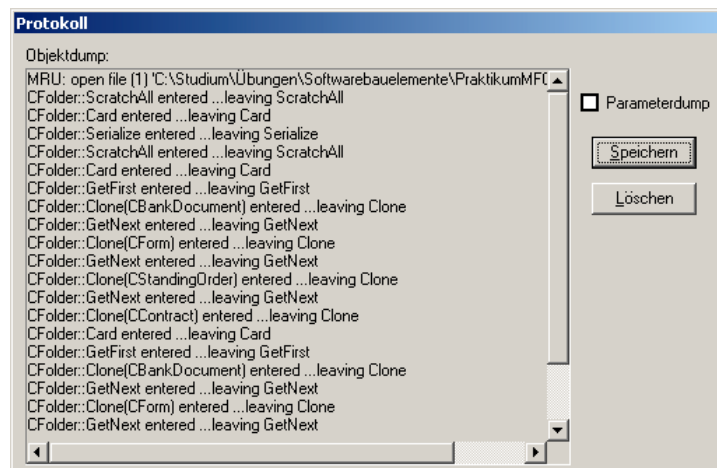 Protokoll
Objektdump:
MRU: open file (1) 'C:\Studium\Übungen\Softwarebauelemente\PraktikumMFC
CFolder::ScratchAll entered ...leaving ScratchAll
CFolder::Card entered ...leaving Card
CFolder::Serialize entered ...leaving Serialize
CFolder::ScratchAll entered ...leaving ScratchAll
CFolder::Card entered ...leaving Card
CFolder::GetFirst entered ...leaving GetFirst
CFolder::Clone(CBankDocument) entered ...leaving Clone
CFolder::GetNext entered ...leaving GetNext
CFolder::Clone(CForm) entered ...leaving Clone
CFolder::GetNext entered ...leaving GetNext
CFolder::Clone(CStandingOrder) entered ...leaving Clone
CFolder::GetNext entered ...leaving GetNext
CFolder::Clone(CContract) entered ...leaving Clone
CFolder::Card entered ...leaving Card
CFolder::GetFirst entered ...leaving GetFirst
CFolder::Clone(CBankDocument) entered ...leaving Clone
CFolder::GetNext entered ...leaving GetNext
CFolder::Clone(CForm) entered ...leaving Clone
CFolder::GetNext entered ...leaving GetNext
Parameterdump
Speichern
Löschen